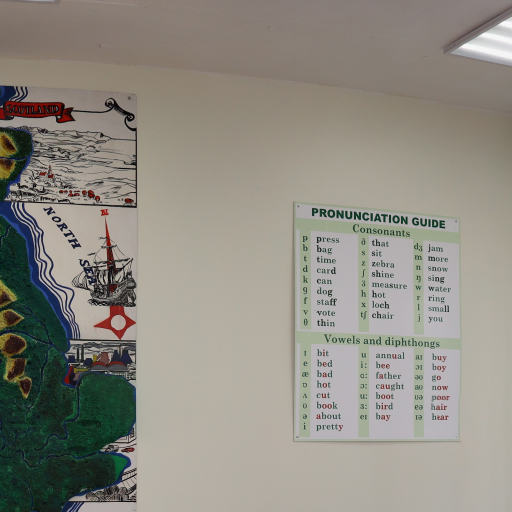 SCOTLAND
NORTH SEA
PRONUNCIATION GUIDE
Consonants
p press
b bag
t time
d card
k can
g dog
f staff
v vote
θ thin
ð that
s sit
z zebra
ʃ shine
ʒ measure
h hot
x loch
tʃ chair
dʒ jam
m more
n snow
ŋ sing
w water
r ring
l small
j you
Vowels and diphthongs
ɪ bit
e bed
æ bad
ɒ hot
ʌ cut
ʊ book
ə about
i pretty
u annual
iː bee
ɑː father
ɔː caught
uː boot
ɜː bird
eɪ bay
aɪ buy
ɔɪ boy
əʊ go
aʊ now
ʊə poor
eə hair
ɪə hear